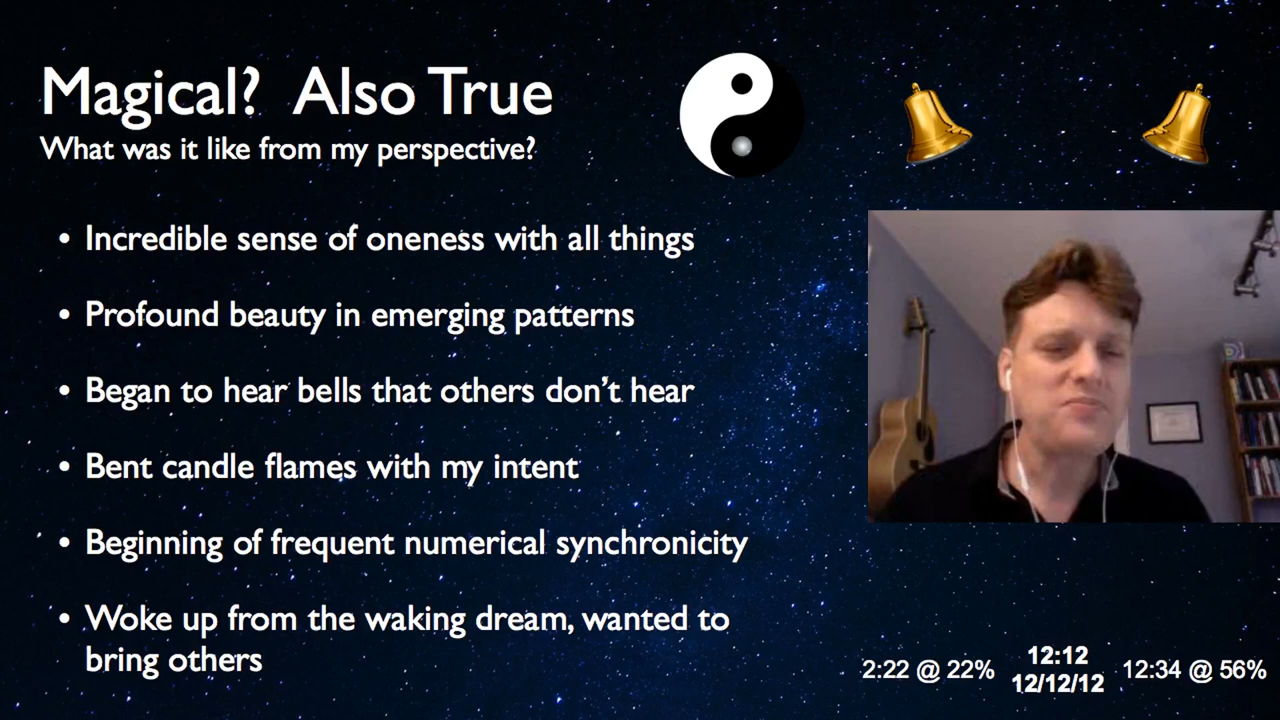 Magical? Also True
What was it like from my perspective?
• Incredible sense of oneness with all things
• Profound beauty in emerging patterns
• Began to hear bells that others don't hear
• Bent candle flames with my intent
• Beginning of frequent numerical synchronicity
• Woke up from the waking dream, wanted to
bring others
2:22 @ 22%
12:12
12/12/12
12:34 @ 56%